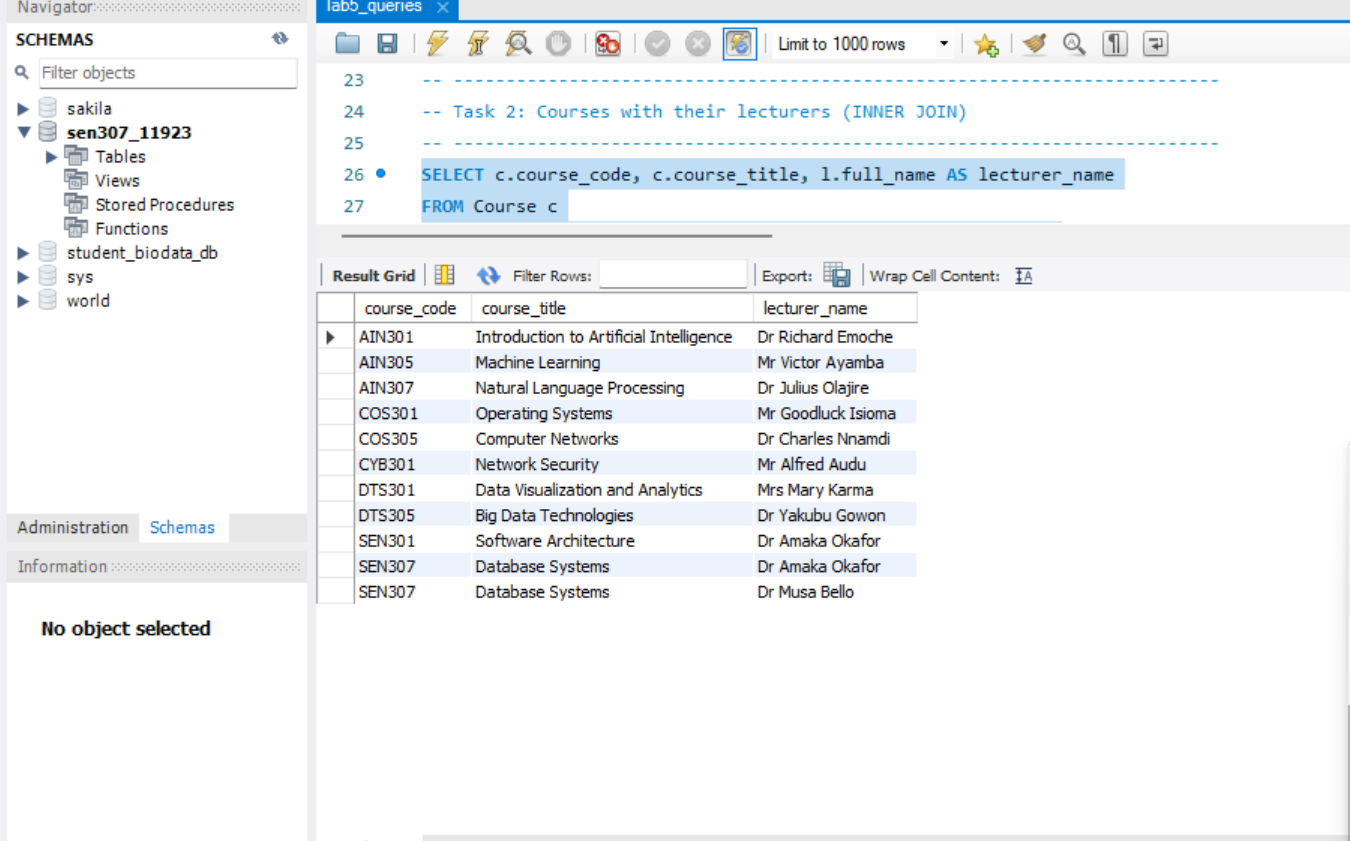 Navigator
SCHEMAS
Filter objects
sakila
sen307_11923
Tables
Views
Stored Procedures
Functions
student_biodata_db
sys
world
Administration Schemas
Information
No object selected
lab5_queries
Limit to 1000 rows
23 -- -------------------------------------------------------------------------
24 -- Task 2: Courses with their lecturers (INNER JOIN)
25 -- -------------------------------------------------------------------------
26 SELECT c.course_code, c.course_title, l.full_name AS lecturer_name
27 FROM Course c
Result Grid Filter Rows: Export: Wrap Cell Content:
course_code course_title lecturer_name
AIN301 Introduction to Artificial Intelligence Dr Richard Emoche
AIN305 Machine Learning Mr Victor Ayamba
AIN307 Natural Language Processing Dr Julius Olajire
COS301 Operating Systems Mr Goodluck Isioma
COS305 Computer Networks Dr Charles Nnamdi
CYB301 Network Security Mr Alfred Audu
DTS301 Data Visualization and Analytics Mrs Mary Karma
DTS305 Big Data Technologies Dr Yakubu Gowon
SEN301 Software Architecture Dr Amaka Okafor
SEN307 Database Systems Dr Amaka Okafor
SEN307 Database Systems Dr Musa Bello